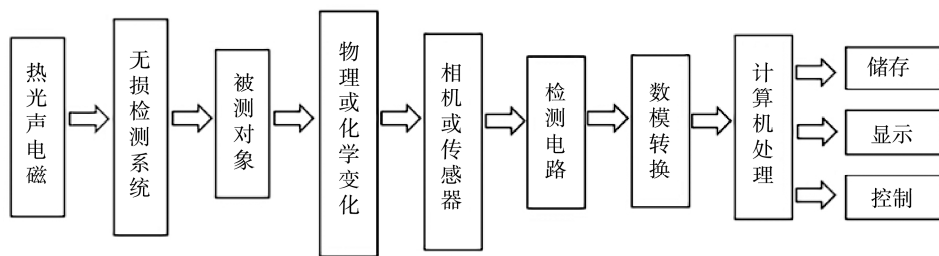 热光声电磁
无损检测系统
被测对象
物理或化学变化
相机或传感器
检测电路
数模转换
计算机处理
储存
显示
控制